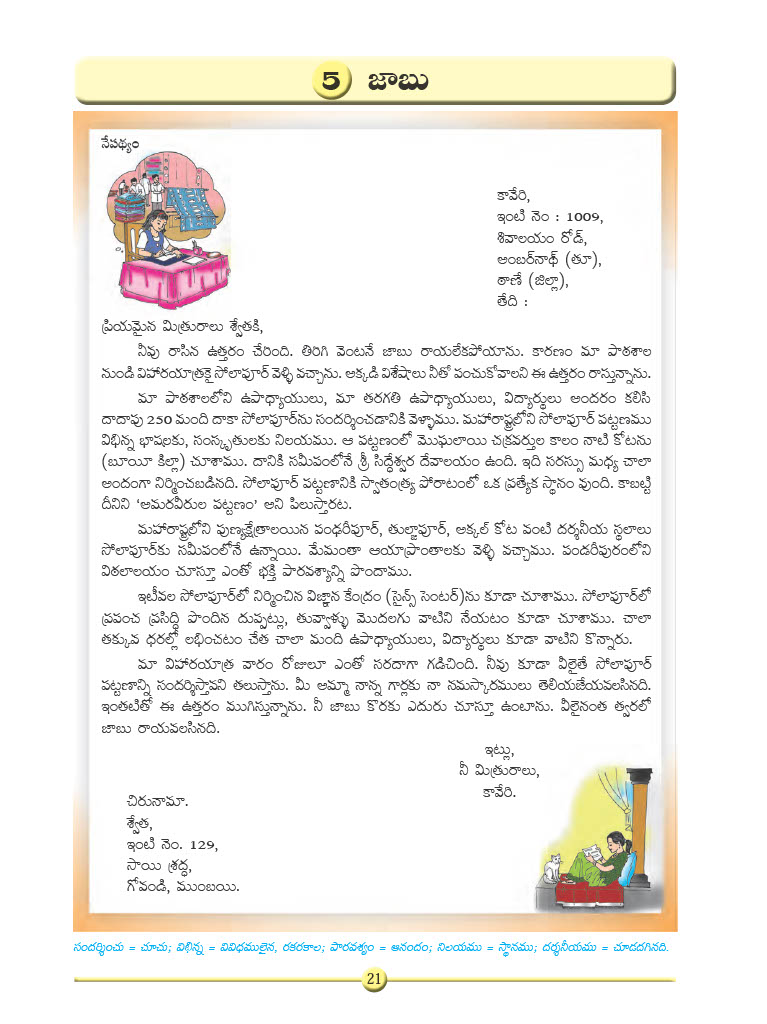 5 జాబు
నేపథ్యం
కావేరి,
ఇంటి నెం : 1009,
శివాలయం రోడ్,
అంబర్‌నాథ్ (తూ),
ఠాణే (జిల్లా),
తేది :
ప్రియమైన మిత్రురాలు శ్వేతకి,
నీవు రాసిన ఉత్తరం చేరింది. తిరిగి వెంటనే జాబు రాయలేకపోయాను. కారణం మా పాఠశాల
నుండి విహారయాత్రకై సోలాపూర్ వెళ్ళి వచ్చాను. అక్కడి విశేషాలు నీతో పంచుకోవాలని ఈ ఉత్తరం రాస్తున్నాను.
మా పాఠశాలలోని ఉపాధ్యాయులు, మా తరగతి ఉపాధ్యాయులు, విద్యార్థులు అందరం కలిసి
దాదాపు 250 మంది దాకా సోలాపూర్‌ను సందర్శించడానికి వెళ్ళాము. మహారాష్ట్రలోని సోలాపూర్ పట్టణము
విభిన్న భాషలకు, సంస్కృతులకు నిలయము. ఆ పట్టణంలో మొఘలాయి చక్రవర్తుల కాలం నాటి కోటను
(బూయీ కిల్లా) చూశాము. దానికి సమీపంలోనే శ్రీ సిద్ధేశ్వర దేవాలయం ఉంది. ఇది సరస్సు మధ్య చాలా
అందంగా నిర్మించబడినది. సోలాపూర్ పట్టణానికి స్వాతంత్ర్య పోరాటంలో ఒక ప్రత్యేక స్థానం వుంది. కాబట్టి
దీనిని ‘అమరవీరుల పట్టణం’ అని పిలుస్తారట.
మహారాష్ట్రలోని పుణ్యక్షేత్రాలయిన పంఢరీపూర్, తుల్జాపూర్, అక్కల్ కోట వంటి దర్శనీయ స్థలాలు
సోలాపూర్‌కు సమీపంలోనే ఉన్నాయి. మేమంతా ఆయాప్రాంతాలకు వెళ్ళి వచ్చాము. పండరీపురంలోని
విఠలాలయం చూస్తూ ఎంతో భక్తి పారవశ్యాన్ని పొందాము.
ఇటీవల సోలాపూర్‌లో నిర్మించిన విజ్ఞాన కేంద్రం (సైన్స్ సెంటర్)ను కూడా చూశాము. సోలాపూర్‌లో
ప్రపంచ ప్రసిద్ధి పొందిన దుప్పట్లు, తువ్వాళ్ళు మొదలగు వాటిని నేయటం కూడా చూశాము. చాలా
తక్కువ ధరల్లో లభించటం చేత చాలా మంది ఉపాధ్యాయులు, విద్యార్థులు కూడా వాటిని కొన్నారు.
మా విహారయాత్ర వారం రోజులూ ఎంతో సరదాగా గడిచింది. నీవు కూడా వీలైతే సోలాపూర్
పట్టణాన్ని సందర్శిస్తావని తలుస్తాను. మీ అమ్మా నాన్న గార్లకు నా నమస్కారములు తెలియజేయవలసినది.
ఇంతటితో ఈ ఉత్తరం ముగిస్తున్నాను. నీ జాబు కొరకు ఎదురు చూస్తూ ఉంటాను. వీలైనంత త్వరలో
జాబు రాయవలసినది.
ఇట్లు,
నీ మిత్రురాలు,
కావేరి.
చిరునామా.
శ్వేత,
ఇంటి నెం. 129,
సాయి శ్రద్ధ,
గోవండి, ముంబయి.
సందర్శించు = చూచు; విభిన్న = వివిధములైన, రకరకాల; పారవశ్యం = ఆనందం; నిలయము = స్థానము; దర్శనీయము = చూడదగినది.
21